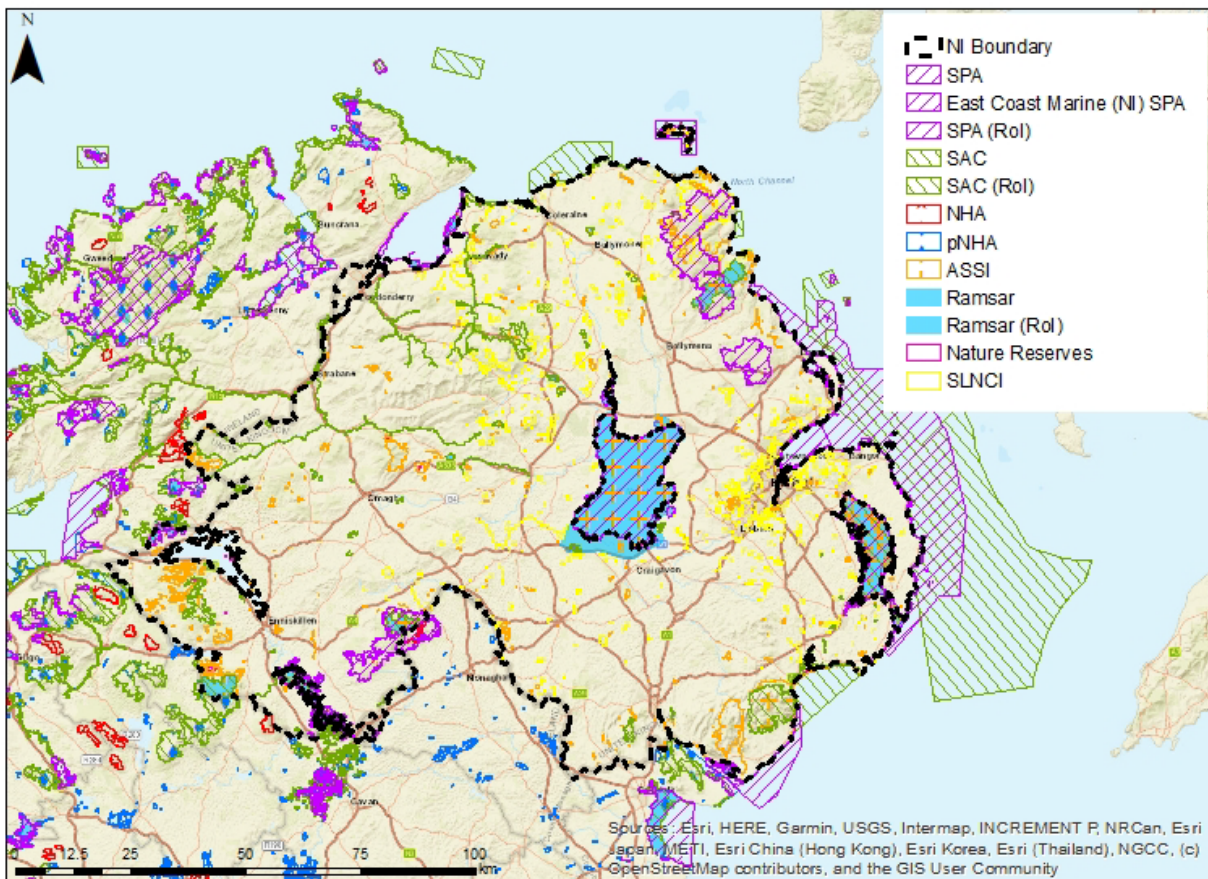 N
NI Boundary
SPA
East Coast Marine (NI) SPA
SPA (RoI)
SAC
SAC (RoI)
NHA
pNHA
ASSI
Ramsar
Ramsar (RoI)
Nature Reserves
SLNCI
North Channel
Buncrana
Coleraine
Ballymone
Gweed
Ballymena
Omagh
Bangor
Lisburn
Craigavon
Enniskillen
Monaghan
Cavan
0 12.5 25 50 75 100
km
Sources: Esri, HERE, Garmin, USGS, Intermap, INCREMENT P, NRCan, Esri
Japan, METI, Esri China (Hong Kong), Esri Korea, Esri (Thailand), NGCC, (c)
OpenStreetMap contributors, and the GIS User Community